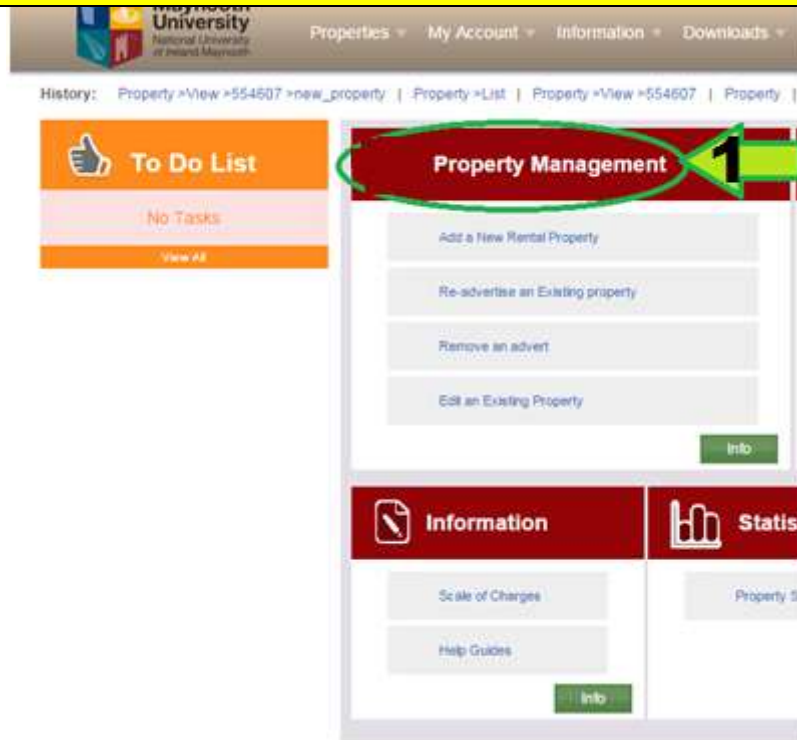 Maynooth
University
National University
of Ireland Maynooth
Properties My Account Information Downloads
History: Property >View >554607 >new_property | Property >List | Property >View >554607 | Property |
To Do List
No Tasks
View All
Property Management
1
Add a New Rental Property
Re-advertise an Existing property
Remove an advert
Edit an Existing Property
Info
Information
Statis
Scale of Charges
Property S
Help Guides
Info